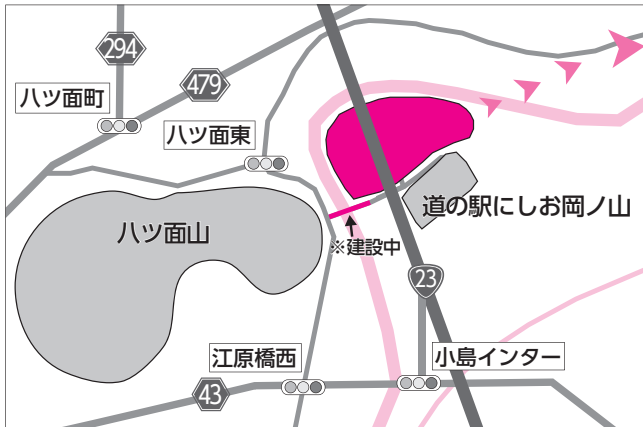 294
479
八ツ面町
八ツ面東
八ツ面山
道の駅にしお岡ノ山
※建設中
23
江原橋西
小島インター
43